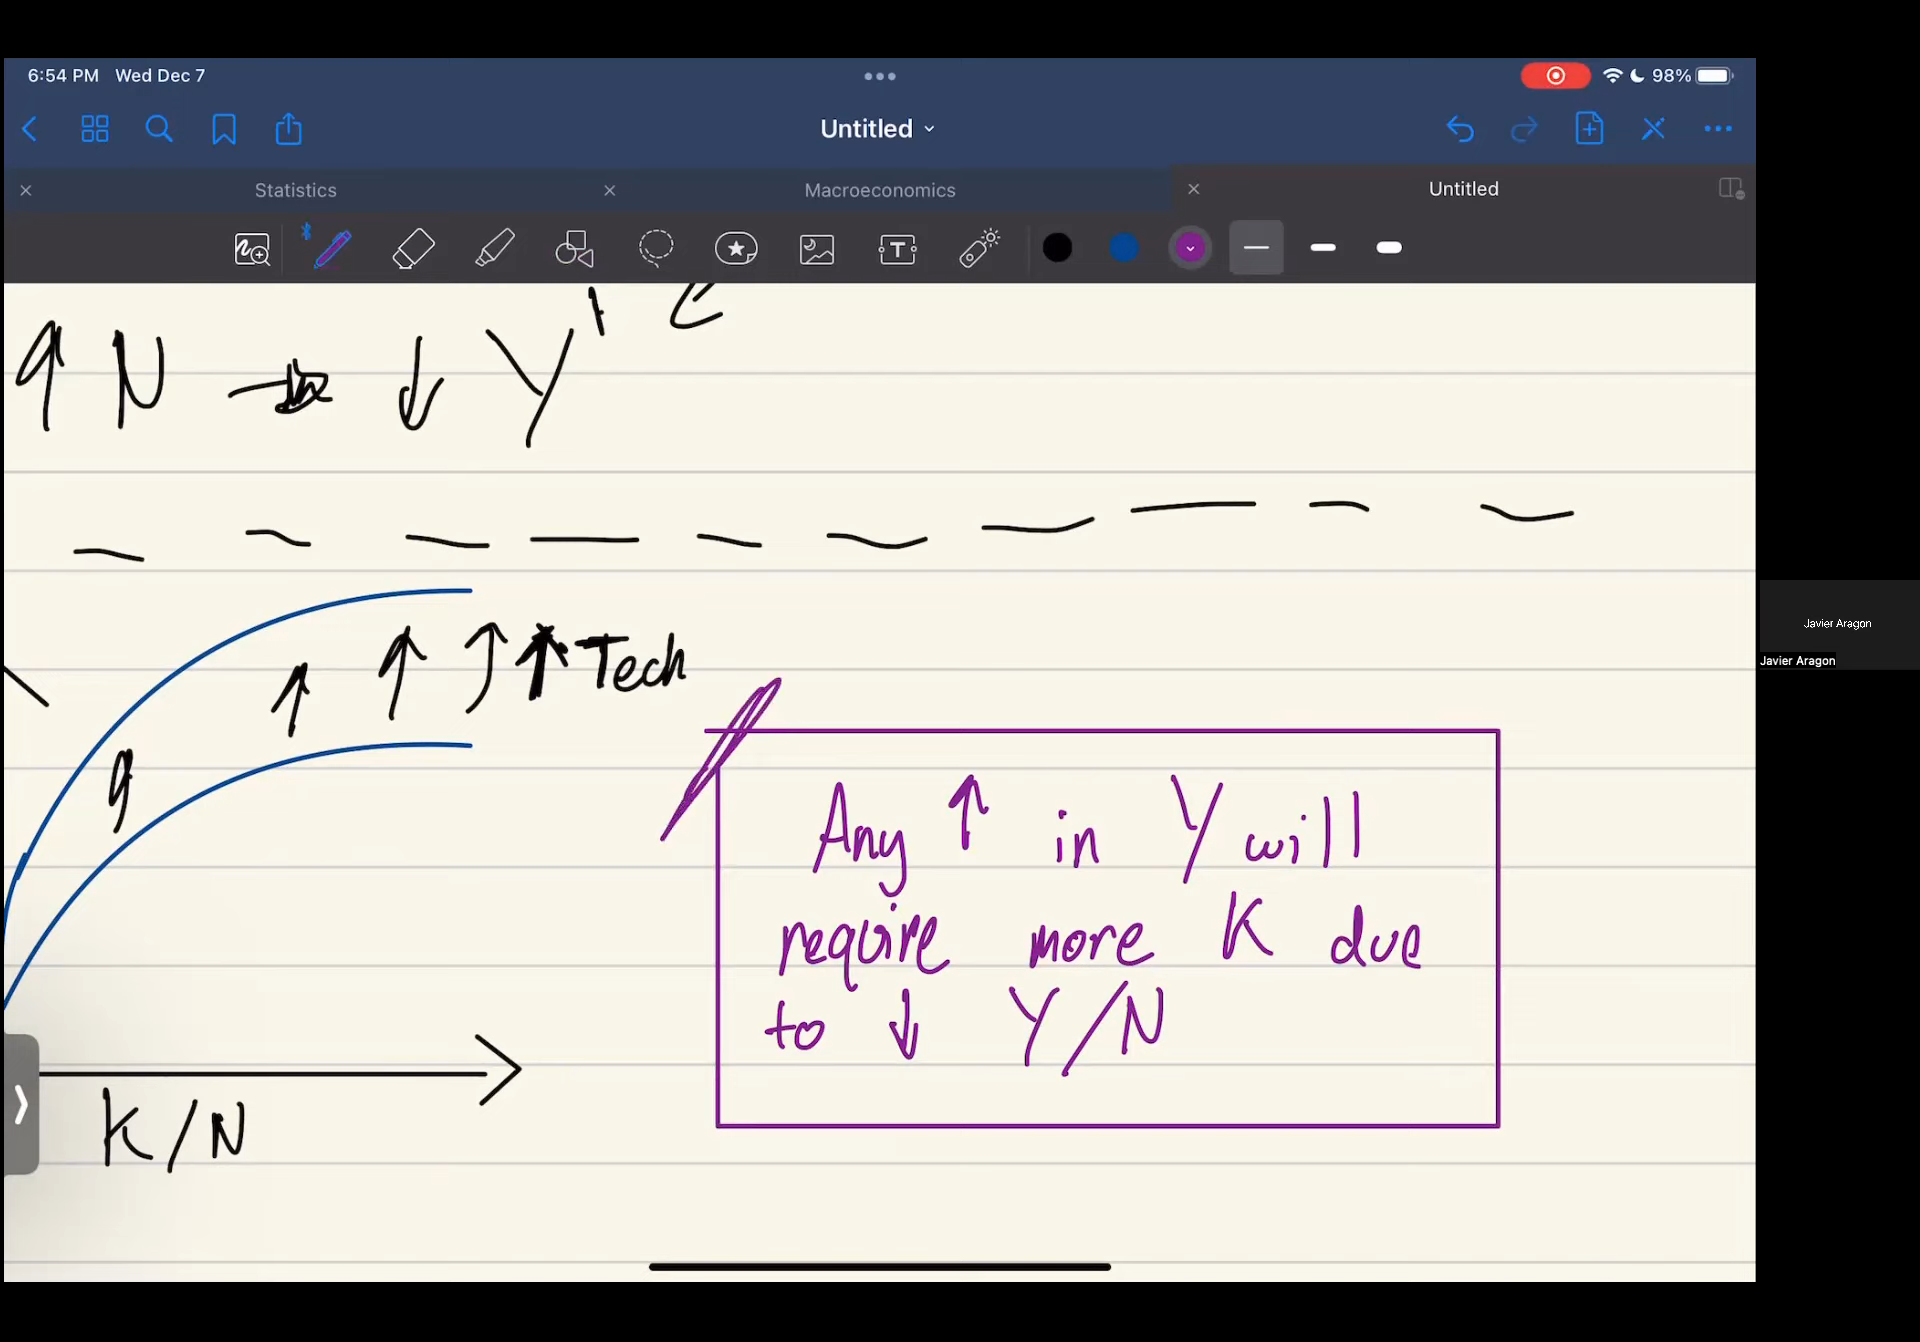 6:54 PM Wed Dec 7
98%
Untitled
Statistics
Macroeconomics
Untitled
T
↑ N → ↓ Y
↑ ↑ ↑ ↑ Tech
↑
Any ↑ in Y will
require more K due
to ↓ Y/N
K/N
Javier Aragon
Javier Aragon